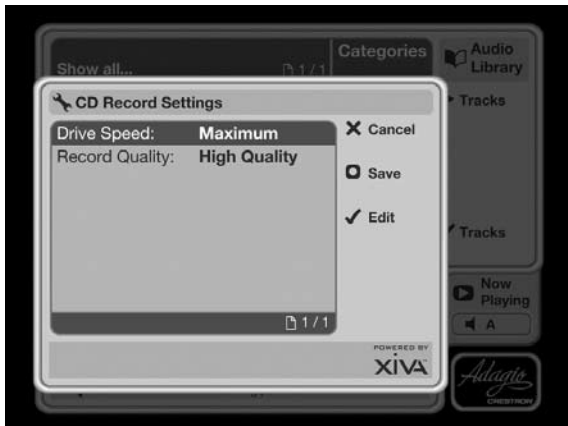 Categories
Show all...
1 / 1
Audio
Library
Tracks
CD Record Settings
Drive Speed: Maximum
Record Quality: High Quality
Cancel
Save
Edit
1 / 1
Tracks
Now
Playing
A
POWERED BY
XiVA
Adagio
CRESTRON